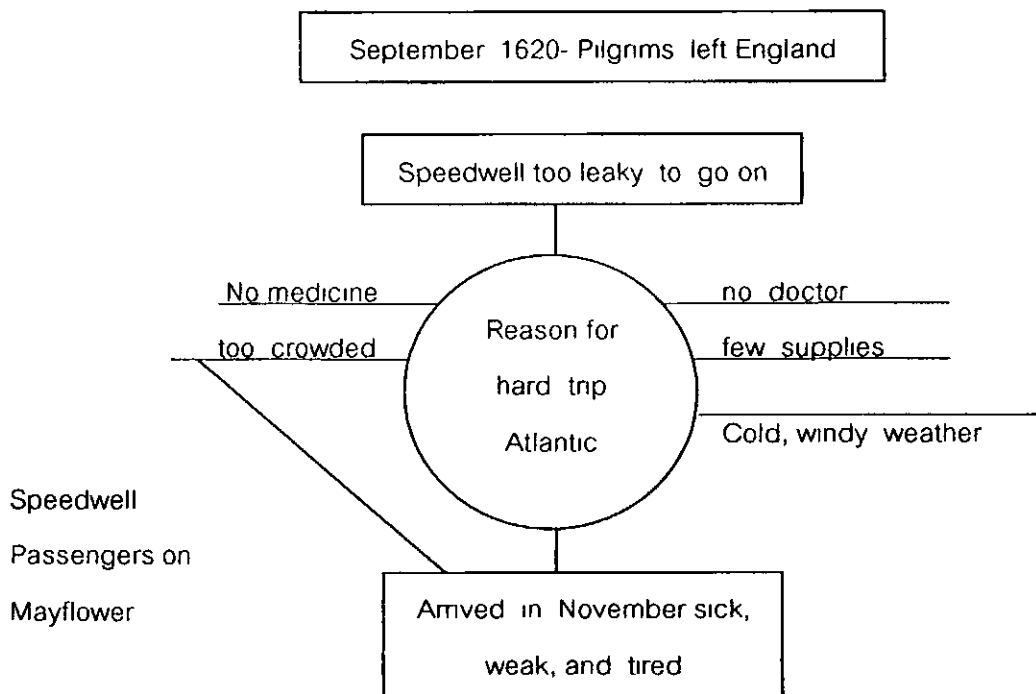 September 1620- Pilgrims left England
Speedwell too leaky to go on
No medicine
no doctor
too crowded
few supplies
Reason for
hard trip
Atlantic
Cold, windy weather
Speedwell
Passengers on
Mayflower
Arrived in November sick,
weak, and tired